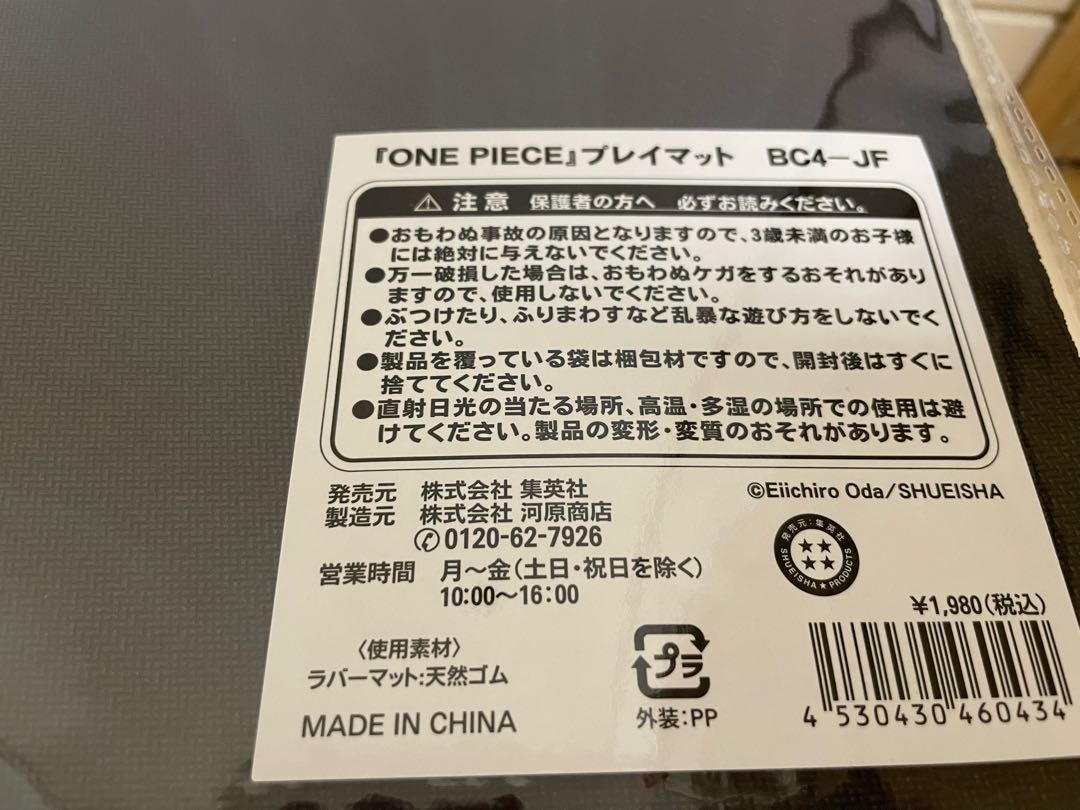 『ONE PIECE』プレイマット BC4-JF
⚠ 注意 保護者の方へ 必ずお読みください。
●おもわぬ事故の原因となりますので、3歳未満のお子様
には絶対に与えないでください。
●万一破損した場合は、おもわぬケガをするおそれがあり
ますので、使用しないでください。
●ぶつけたり、ふりまわすなど乱暴な遊び方をしないでく
ださい。
●製品を覆っている袋は梱包材ですので、開封後はすぐに
捨ててください。
●直射日光の当たる場所、高温・多湿の場所での使用は避
けてください。製品の変形・変質のおそれがあります。
発売元 株式会社 集英社
製造元 株式会社 河原商店
✆0120-62-7926
営業時間 月～金(土日・祝日を除く)
10:00～16:00
©Eiichiro Oda/SHUEISHA
発売元:集英社
SHUEISHA★PRODUCTS
¥1,980(税込)
〈使用素材〉
ラバーマット:天然ゴム
MADE IN CHINA
プラ
外装:PP
4 530430 460434